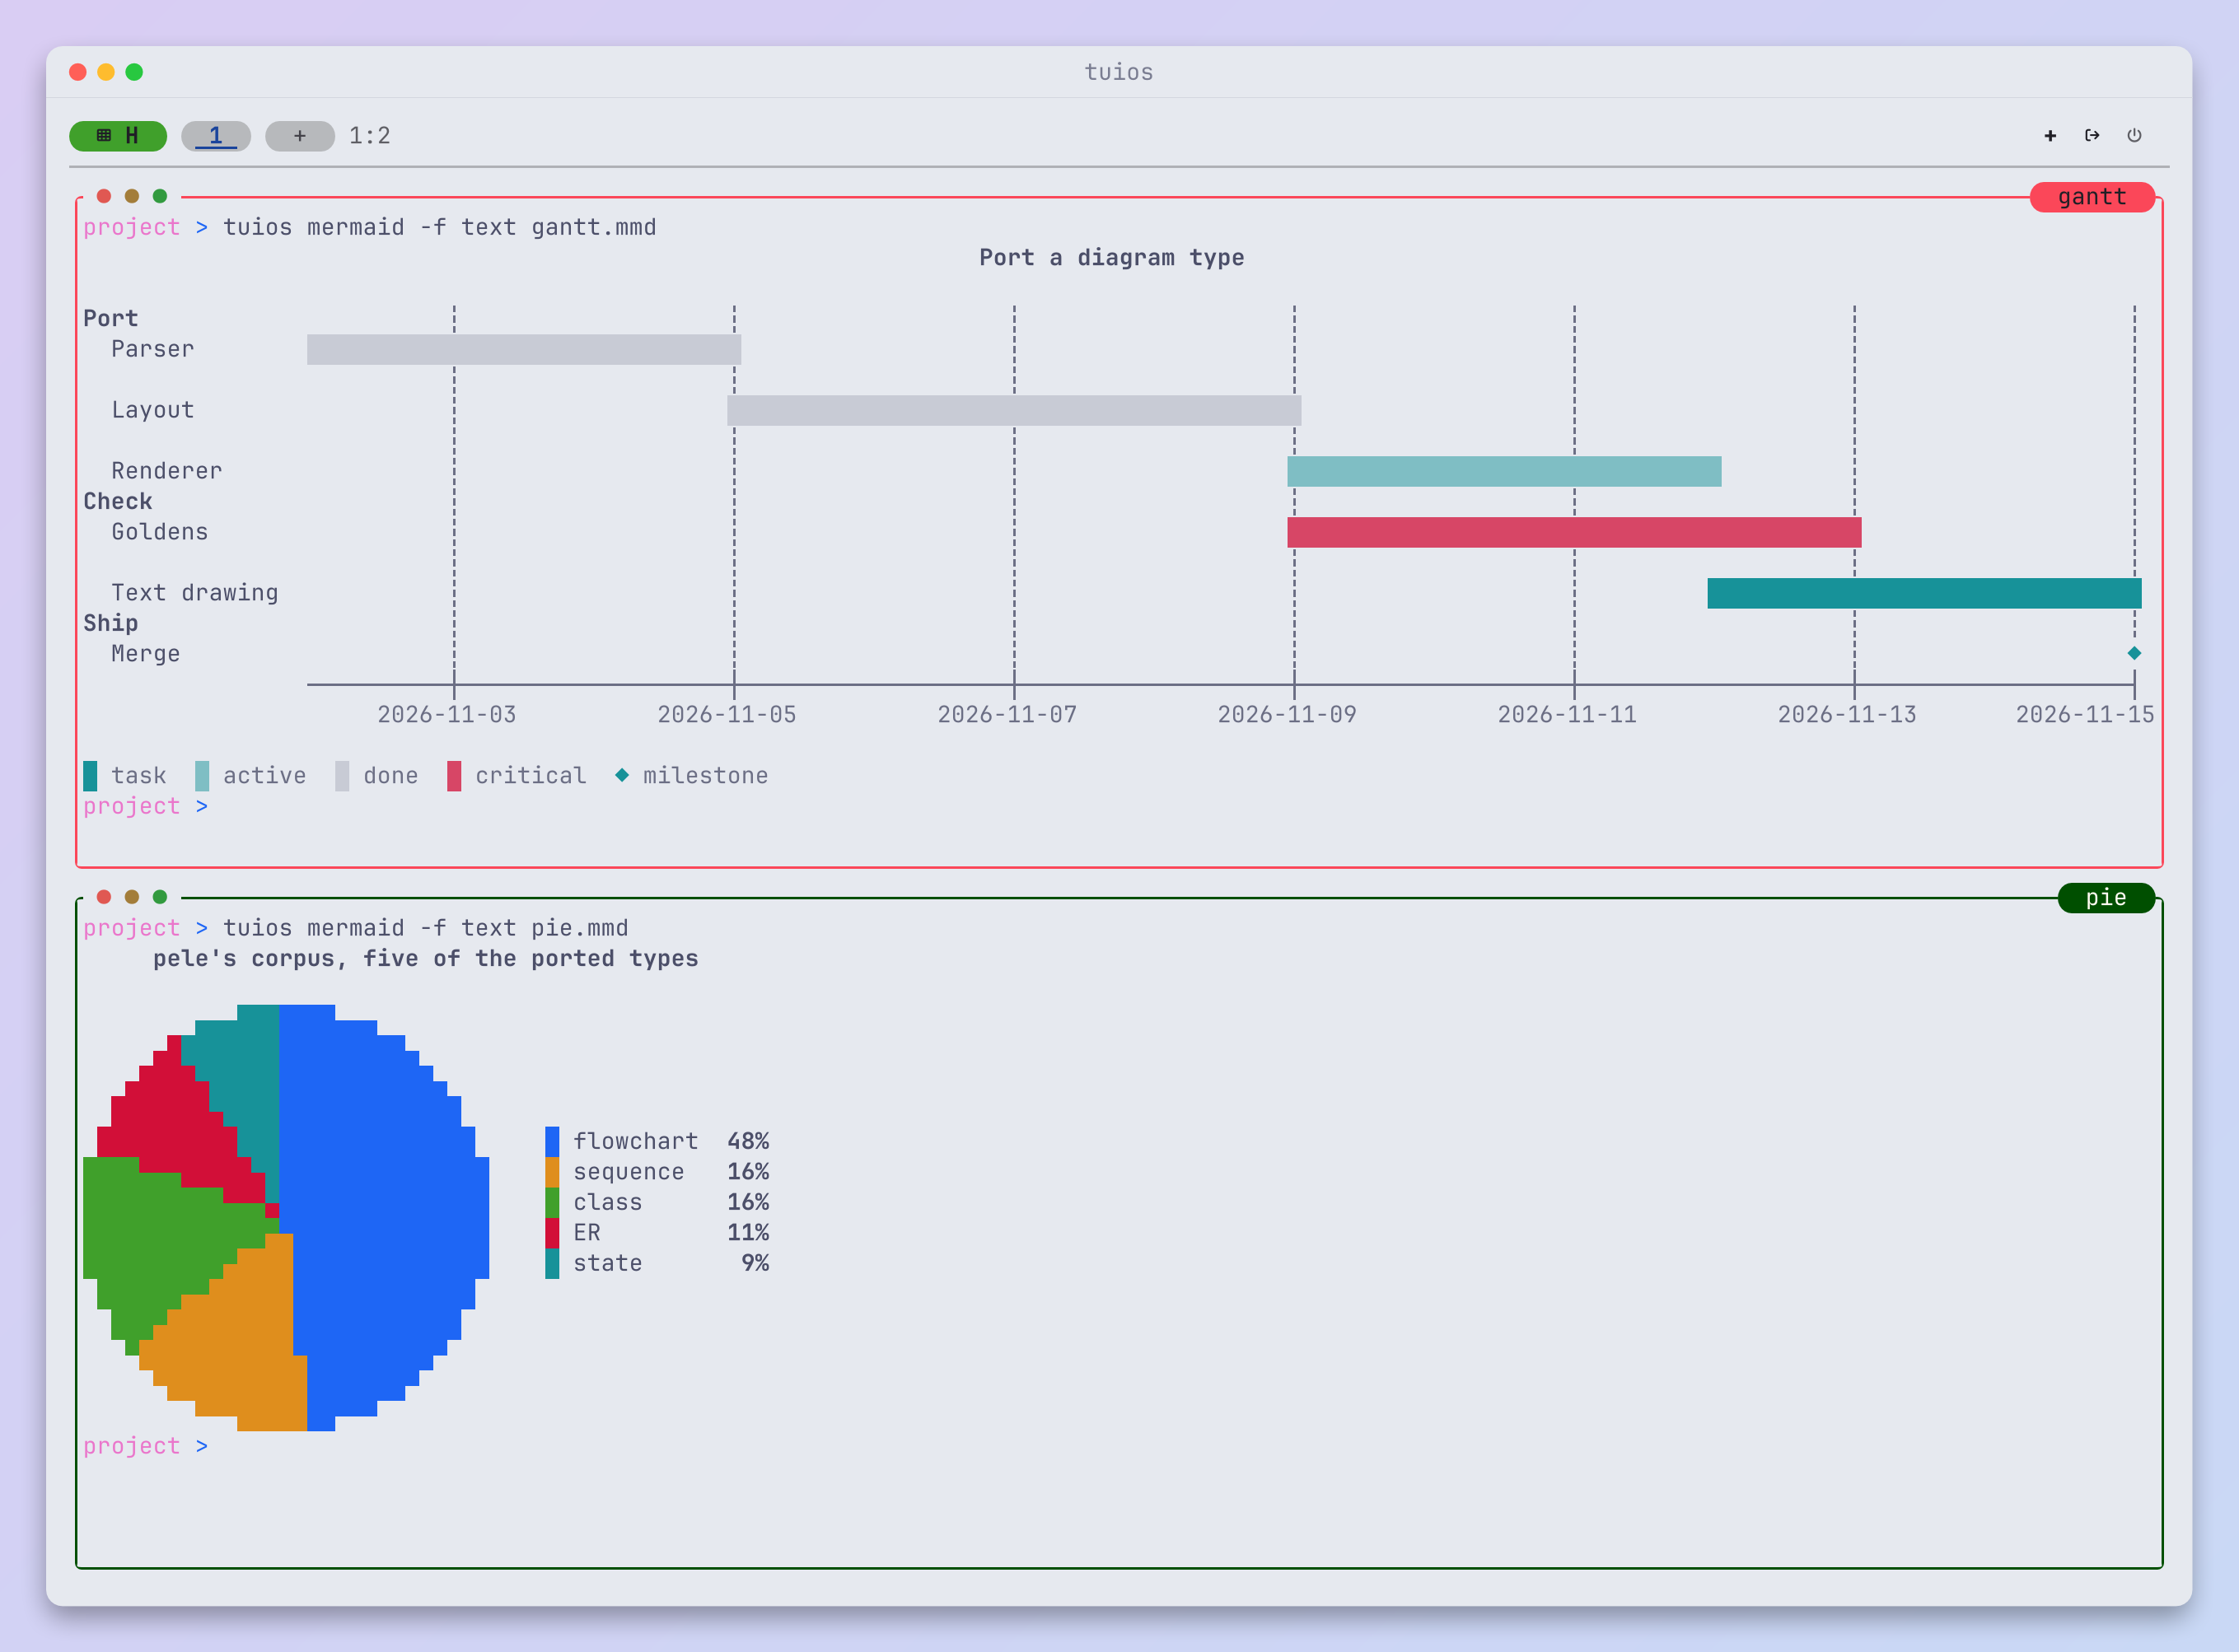 tuios
H 1 + 1:2
gantt
project > tuios mermaid -f text gantt.mmd
Port a diagram type
Port
Parser
Layout
Renderer
Check
Goldens
Text drawing
Ship
Merge
2026-11-03 2026-11-05 2026-11-07 2026-11-09 2026-11-11 2026-11-13 2026-11-15
task active done critical milestone
project >
pie
project > tuios mermaid -f text pie.mmd
pele's corpus, five of the ported types
flowchart 48%
sequence 16%
class 16%
ER 11%
state 9%
project >